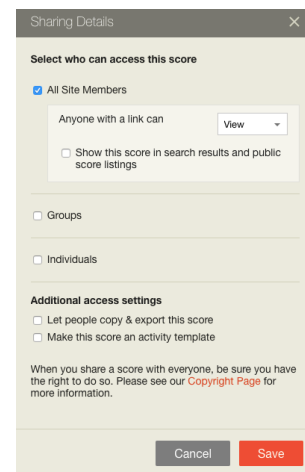 Sharing Details
Select who can access this score
All Site Members
Anyone with a link can
View
Show this score in search results and public
score listings
Groups
Individuals
Additional access settings
Let people copy & export this score
Make this score an activity template
When you share a score with everyone, be sure you have
the right to do so. Please see our Copyright Page for
more information.
Cancel
Save